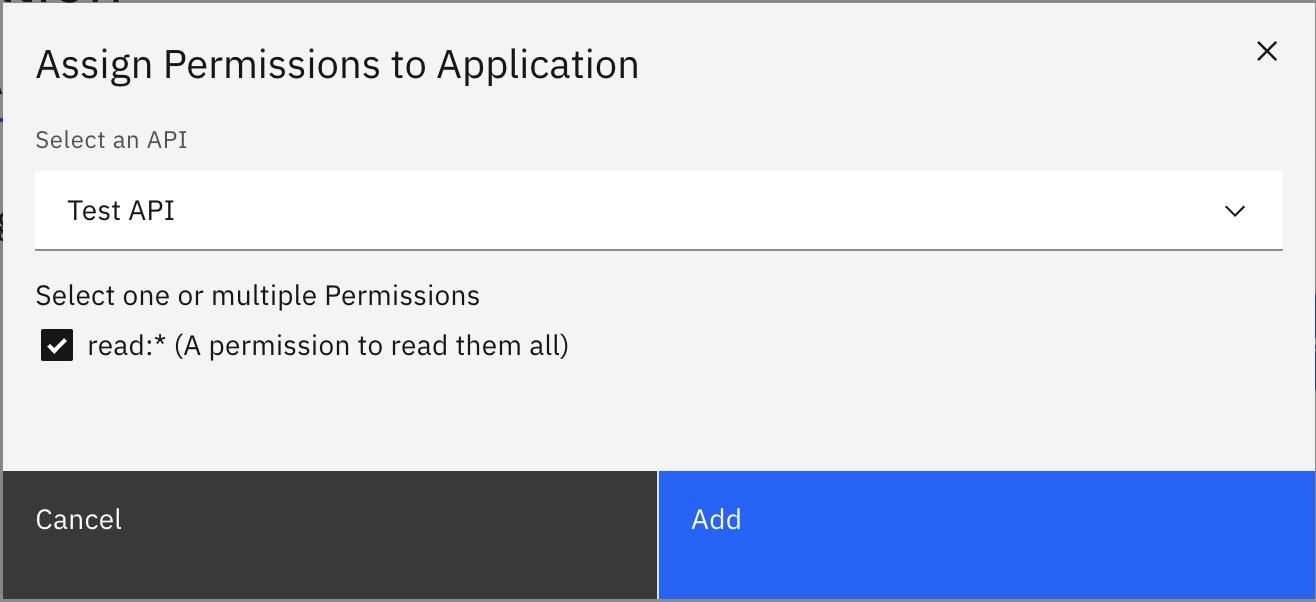 Assign Permissions to Application
Select an API
Test API
Select one or multiple Permissions
read:* (A permission to read them all)
Cancel
Add